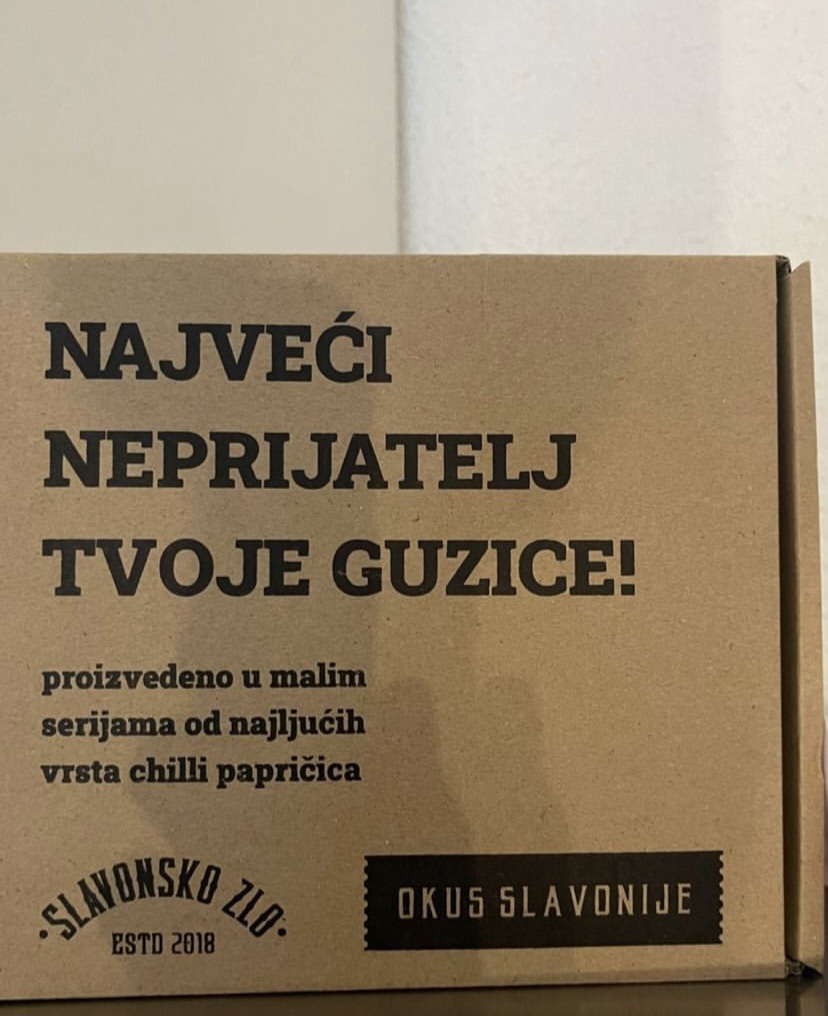 NAJVEĆI
NEPRIJATELJ
TVOJE GUZICE!
proizvedeno u malim
serijama od najljućih
vrsta chilli papričica
SLAVONSKO ZLO
ESTD 2018
OKUS SLAVONIJE